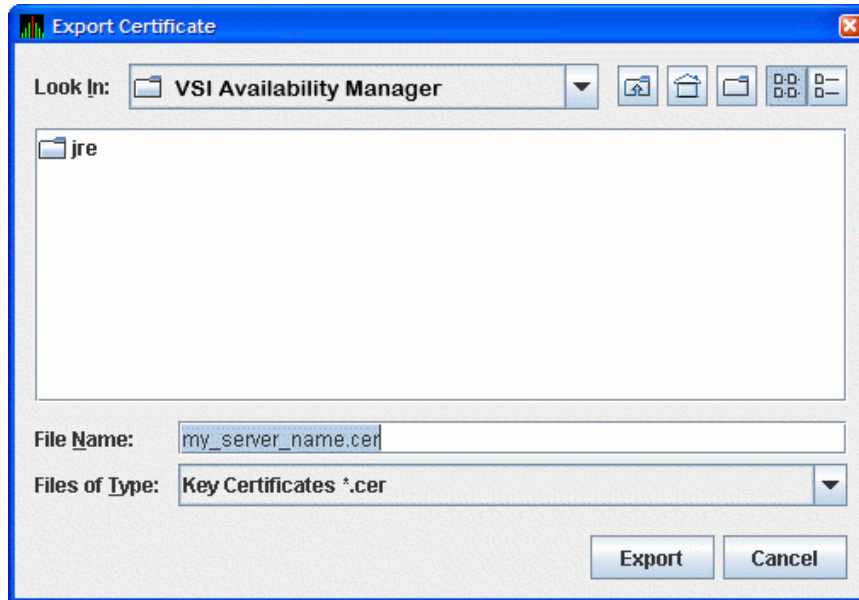 Export Certificate
Look In: VSI Availability Manager
jre
File Name: my_server_name.cer
Files of Type: Key Certificates *.cer
Export Cancel